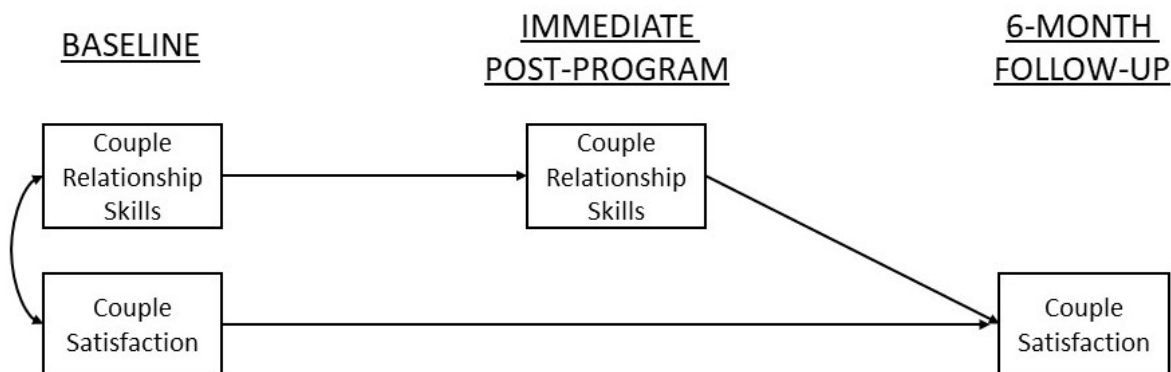 BASELINE
IMMEDIATE
POST-PROGRAM
6-MONTH
FOLLOW-UP
Couple
Relationship
Skills
Couple
Relationship
Skills
Couple
Satisfaction
Couple
Satisfaction